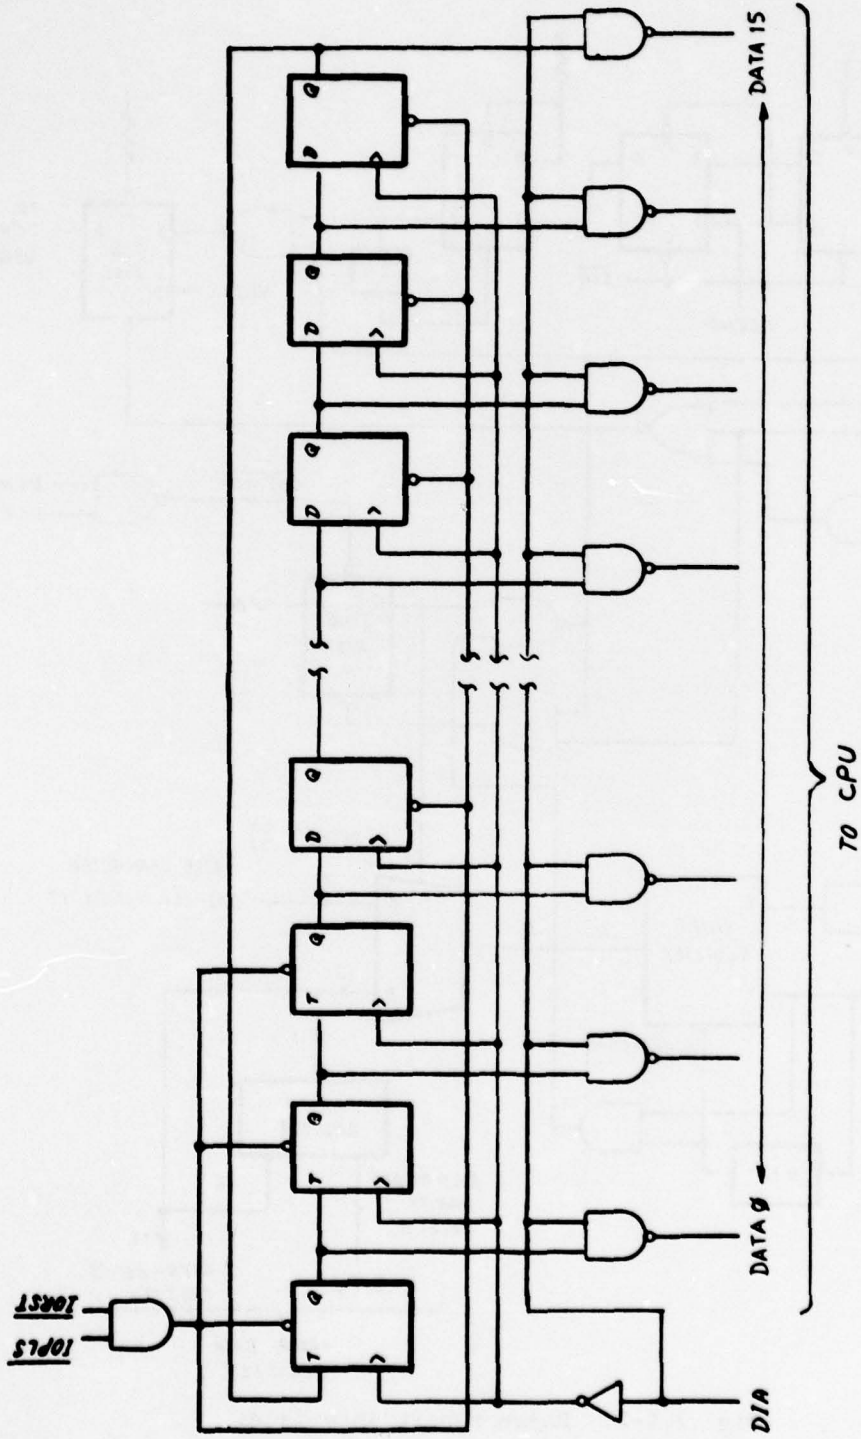 IORST
IOPLS
T Q
T Q
T Q
D Q
D Q
D Q
D Q
DIA
DATA Ø
DATA 15
TO CPU